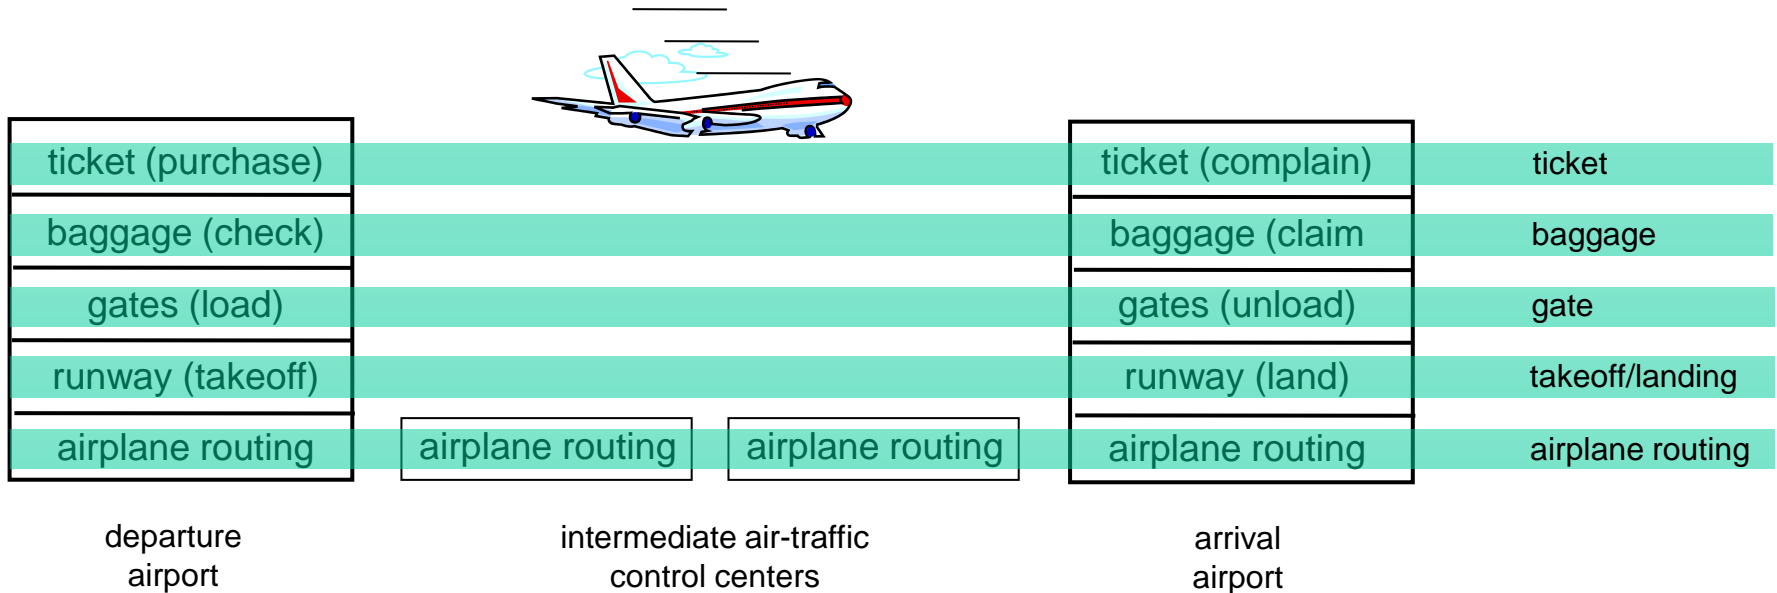 ticket (purchase) ticket (complain) ticket
baggage (check) baggage (claim baggage
gates (load) gates (unload) gate
runway (takeoff) runway (land) takeoff/landing
airplane routing airplane routing airplane routing airplane routing airplane routing
departure
airport
intermediate air-traffic
control centers
arrival
airport